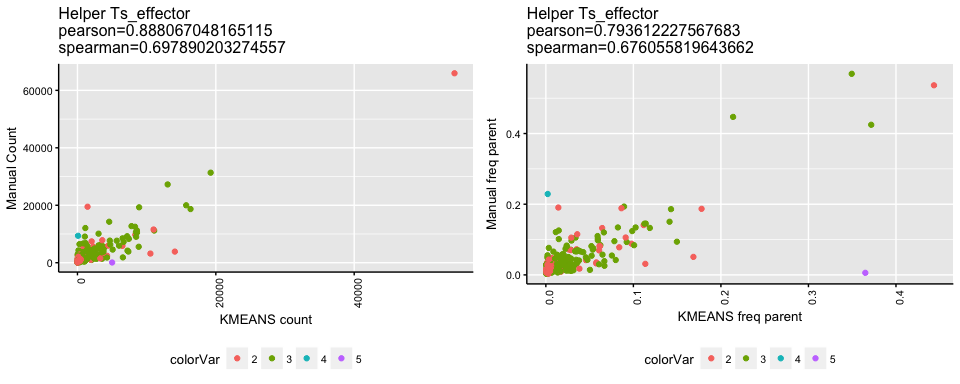 Helper Ts_effector
pearson=0.888067048165115
spearman=0.697890203274557
Manual Count
60000
40000
20000
0
0
20000
40000
KMEANS count
colorVar 2 3 4 5
Helper Ts_effector
pearson=0.793612227567683
spearman=0.676055819643662
Manual freq parent
0.4
0.2
0.0
0.0
0.1
0.2
0.3
0.4
KMEANS freq parent
colorVar 2 3 4 5